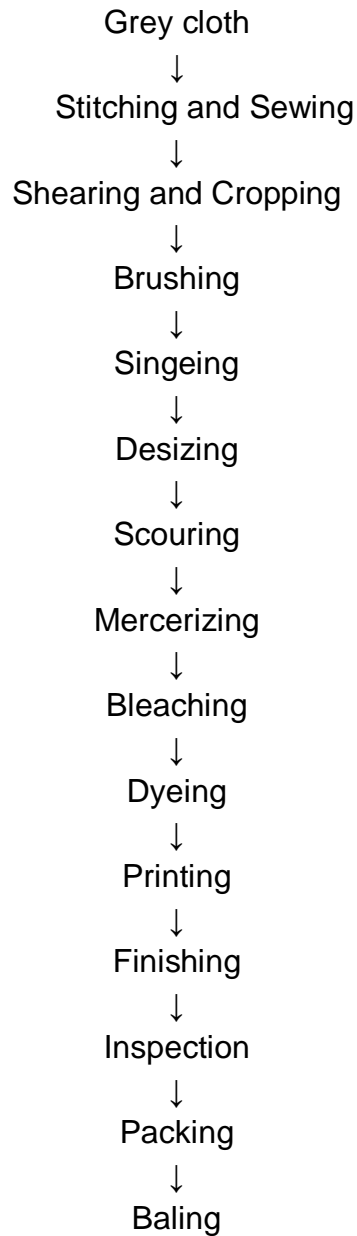 Grey cloth
↓
Stitching and Sewing
↓
Shearing and Cropping
↓
Brushing
↓
Singeing
↓
Desizing
↓
Scouring
↓
Mercerizing
↓
Bleaching
↓
Dyeing
↓
Printing
↓
Finishing
↓
Inspection
↓
Packing
↓
Baling